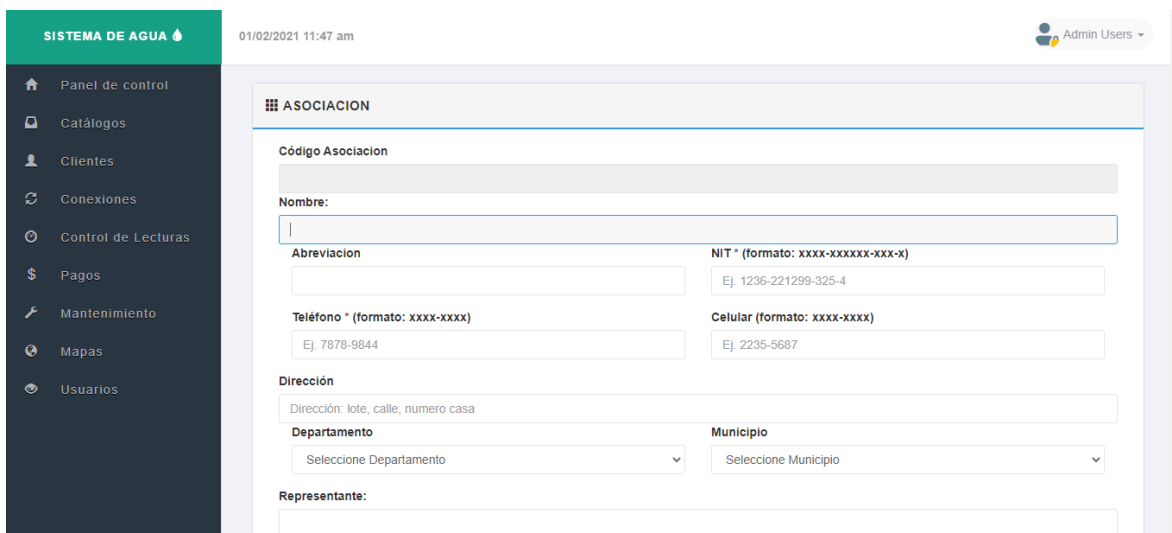 SISTEMA DE AGUA
01/02/2021 11:47 am
Admin Users
Panel de control
Catálogos
Clientes
Conexiones
Control de Lecturas
Pagos
Mantenimiento
Mapas
Usuarios
ASOCIACION
Código Asociacion
Nombre:
Abreviacion
NIT * (formato: xxxx-xxxxxx-xxx-x)
Ej. 1236-221299-325-4
Teléfono * (formato: xxxx-xxxx)
Celular (formato: xxxx-xxxx)
Ej. 7878-9844
Ej. 2235-5687
Dirección
Dirección: lote, calle, numero casa
Departamento
Municipio
Seleccione Departamento
Seleccione Municipio
Representante: